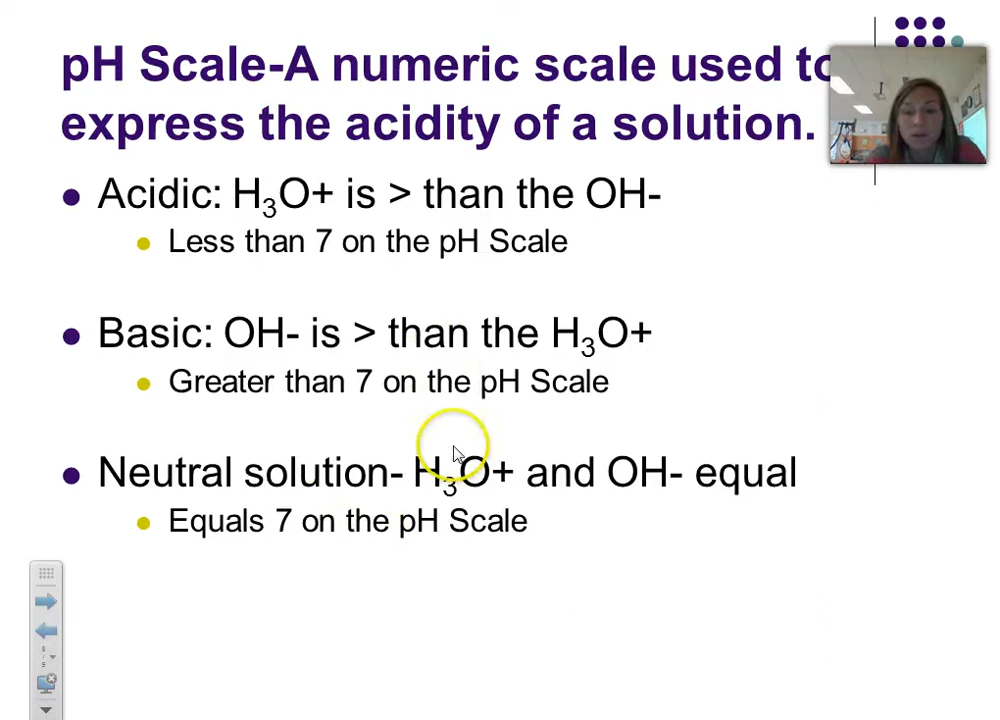 pH Scale-A numeric scale used to
express the acidity of a solution.
Acidic: H₃O+ is > than the OH-
Less than 7 on the pH Scale
Basic: OH- is > than the H₃O+
Greater than 7 on the pH Scale
Neutral solution- H₃O+ and OH- equal
Equals 7 on the pH Scale